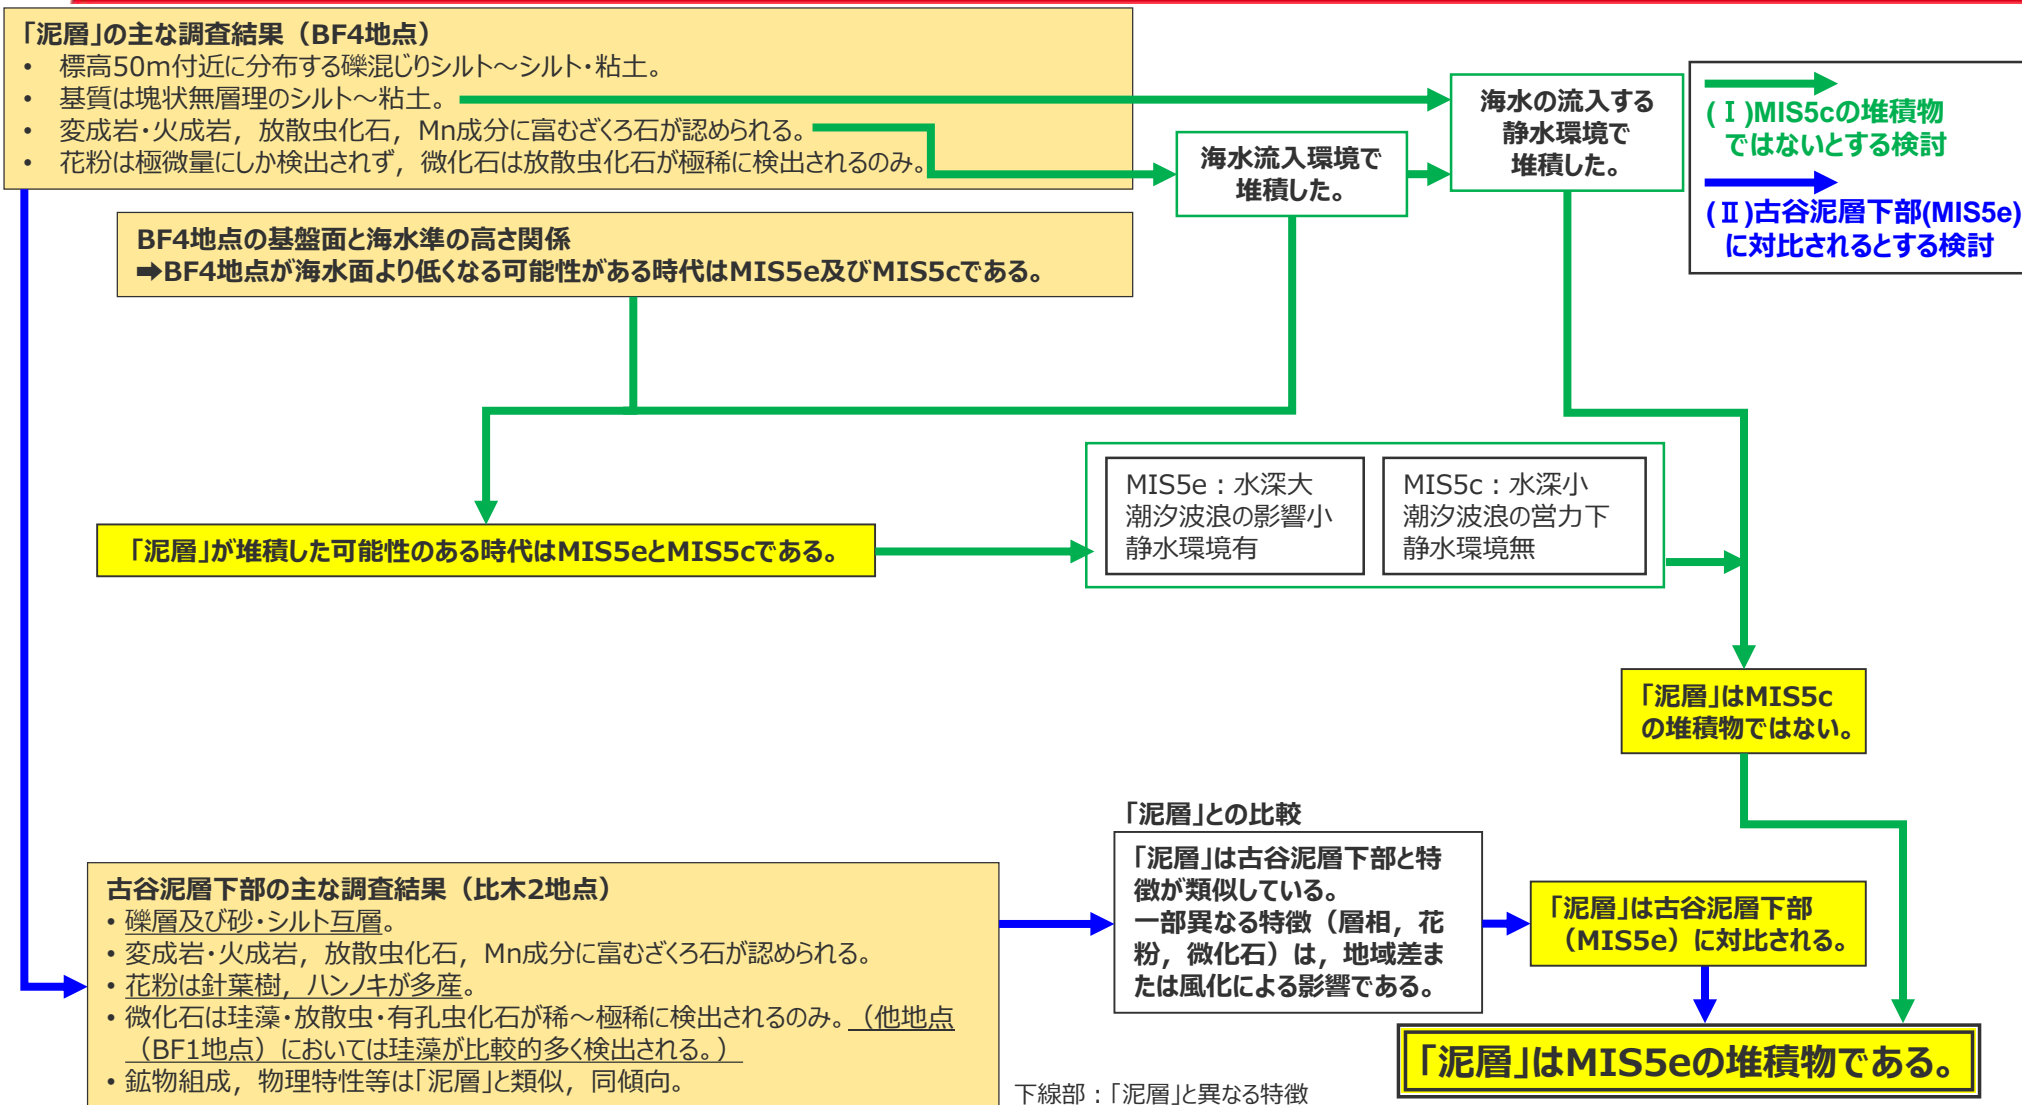 「泥層」の主な調査結果（BF4地点）
• 標高50m付近に分布する礫混じりシルト～シルト・粘土。
• 基質は塊状無層理のシルト～粘土。
• 変成岩・火成岩，放散虫化石，Mn成分に富むざくろ石が認められる。
• 花粉は極微量にしか検出されず，微化石は放散虫化石が極稀に検出されるのみ。
海水流入環境で
堆積した。
海水の流入する
静水環境で
堆積した。
(Ⅰ)MIS5cの堆積物
ではないとする検討
(Ⅱ)古谷泥層下部(MIS5e)
に対比されるとする検討
BF4地点の基盤面と海水準の高さ関係
➡BF4地点が海水面より低くなる可能性がある時代はMIS5e及びMIS5cである。
「泥層」が堆積した可能性のある時代はMIS5eとMIS5cである。
MIS5e：水深大
潮汐波浪の影響小
静水環境有
MIS5c：水深小
潮汐波浪の営力下
静水環境無
「泥層」はMIS5c
の堆積物ではない。
古谷泥層下部の主な調査結果（比木2地点）
• 礫層及び砂・シルト互層。
• 変成岩・火成岩，放散虫化石，Mn成分に富むざくろ石が認められる。
• 花粉は針葉樹，ハンノキが多産。
• 微化石は珪藻・放散虫・有孔虫化石が稀～極稀に検出されるのみ。（他地点
（BF1地点）においては珪藻が比較的多く検出される。）
• 鉱物組成，物理特性等は「泥層」と類似，同傾向。
「泥層」との比較
「泥層」は古谷泥層下部と特
徴が類似している。
一部異なる特徴（層相，花
粉，微化石）は，地域差ま
たは風化による影響である。
「泥層」は古谷泥層下部
（MIS5e）に対比される。
「泥層」はMIS5eの堆積物である。
下線部：「泥層」と異なる特徴